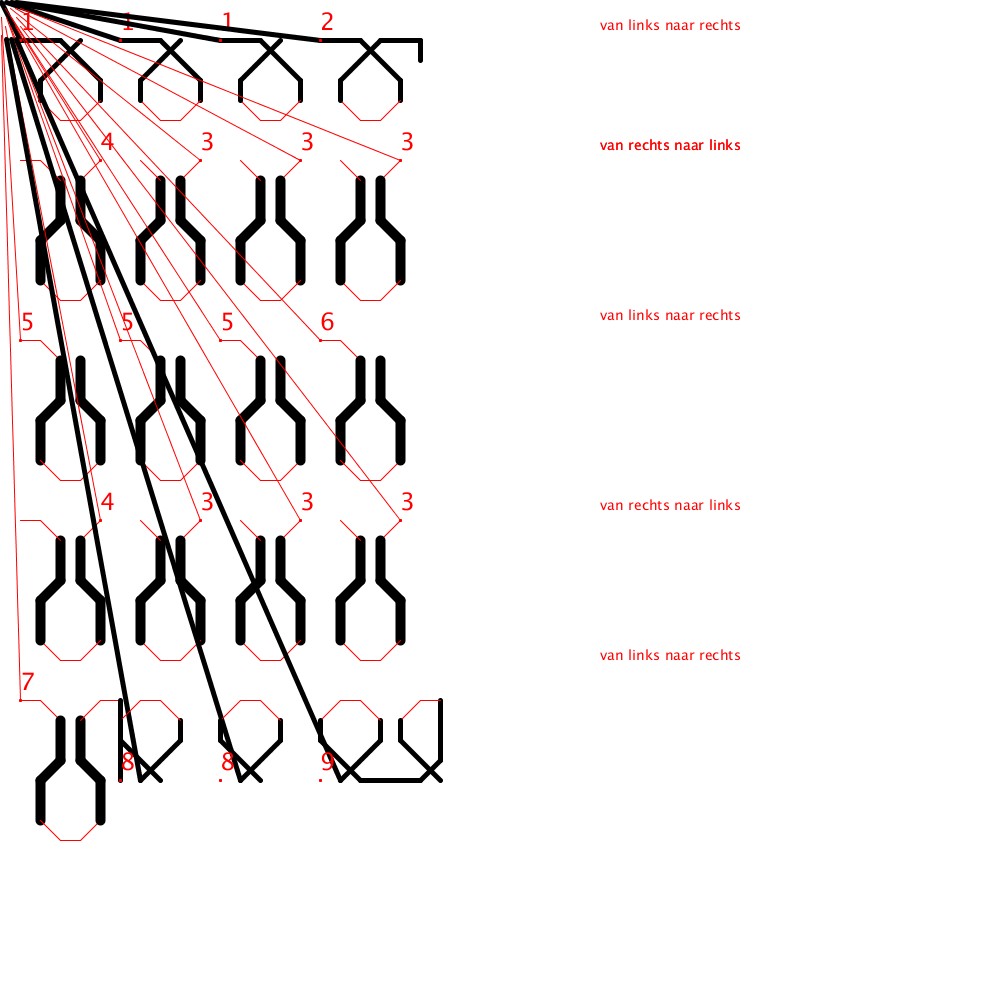 1 1 1 2 van links naar rechts
4 3 3 3 van rechts naar links
5 5 5 6 van links naar rechts
4 3 3 3 van rechts naar links
van links naar rechts
7
8 8 9